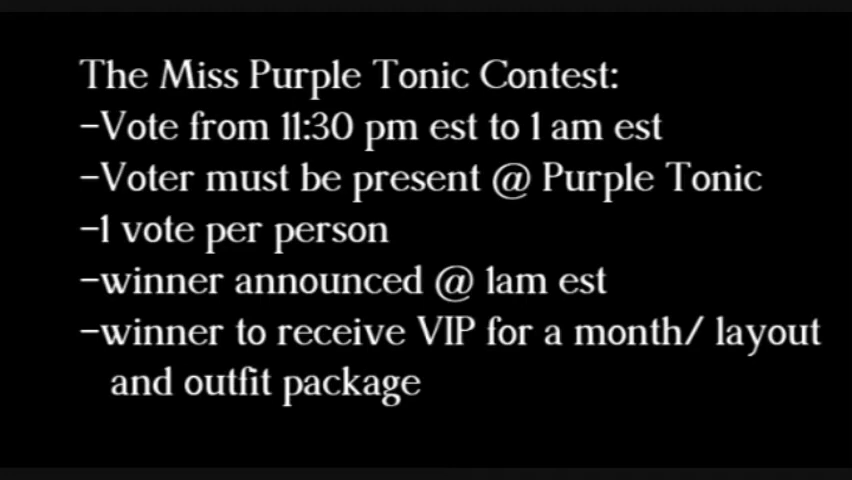 The Miss Purple Tonic Contest:
-Vote from 11:30 pm est to 1 am est
-Voter must be present @ Purple Tonic
-1 vote per person
-winner announced @ 1am est
-winner to receive VIP for a month/ layout
and outfit package